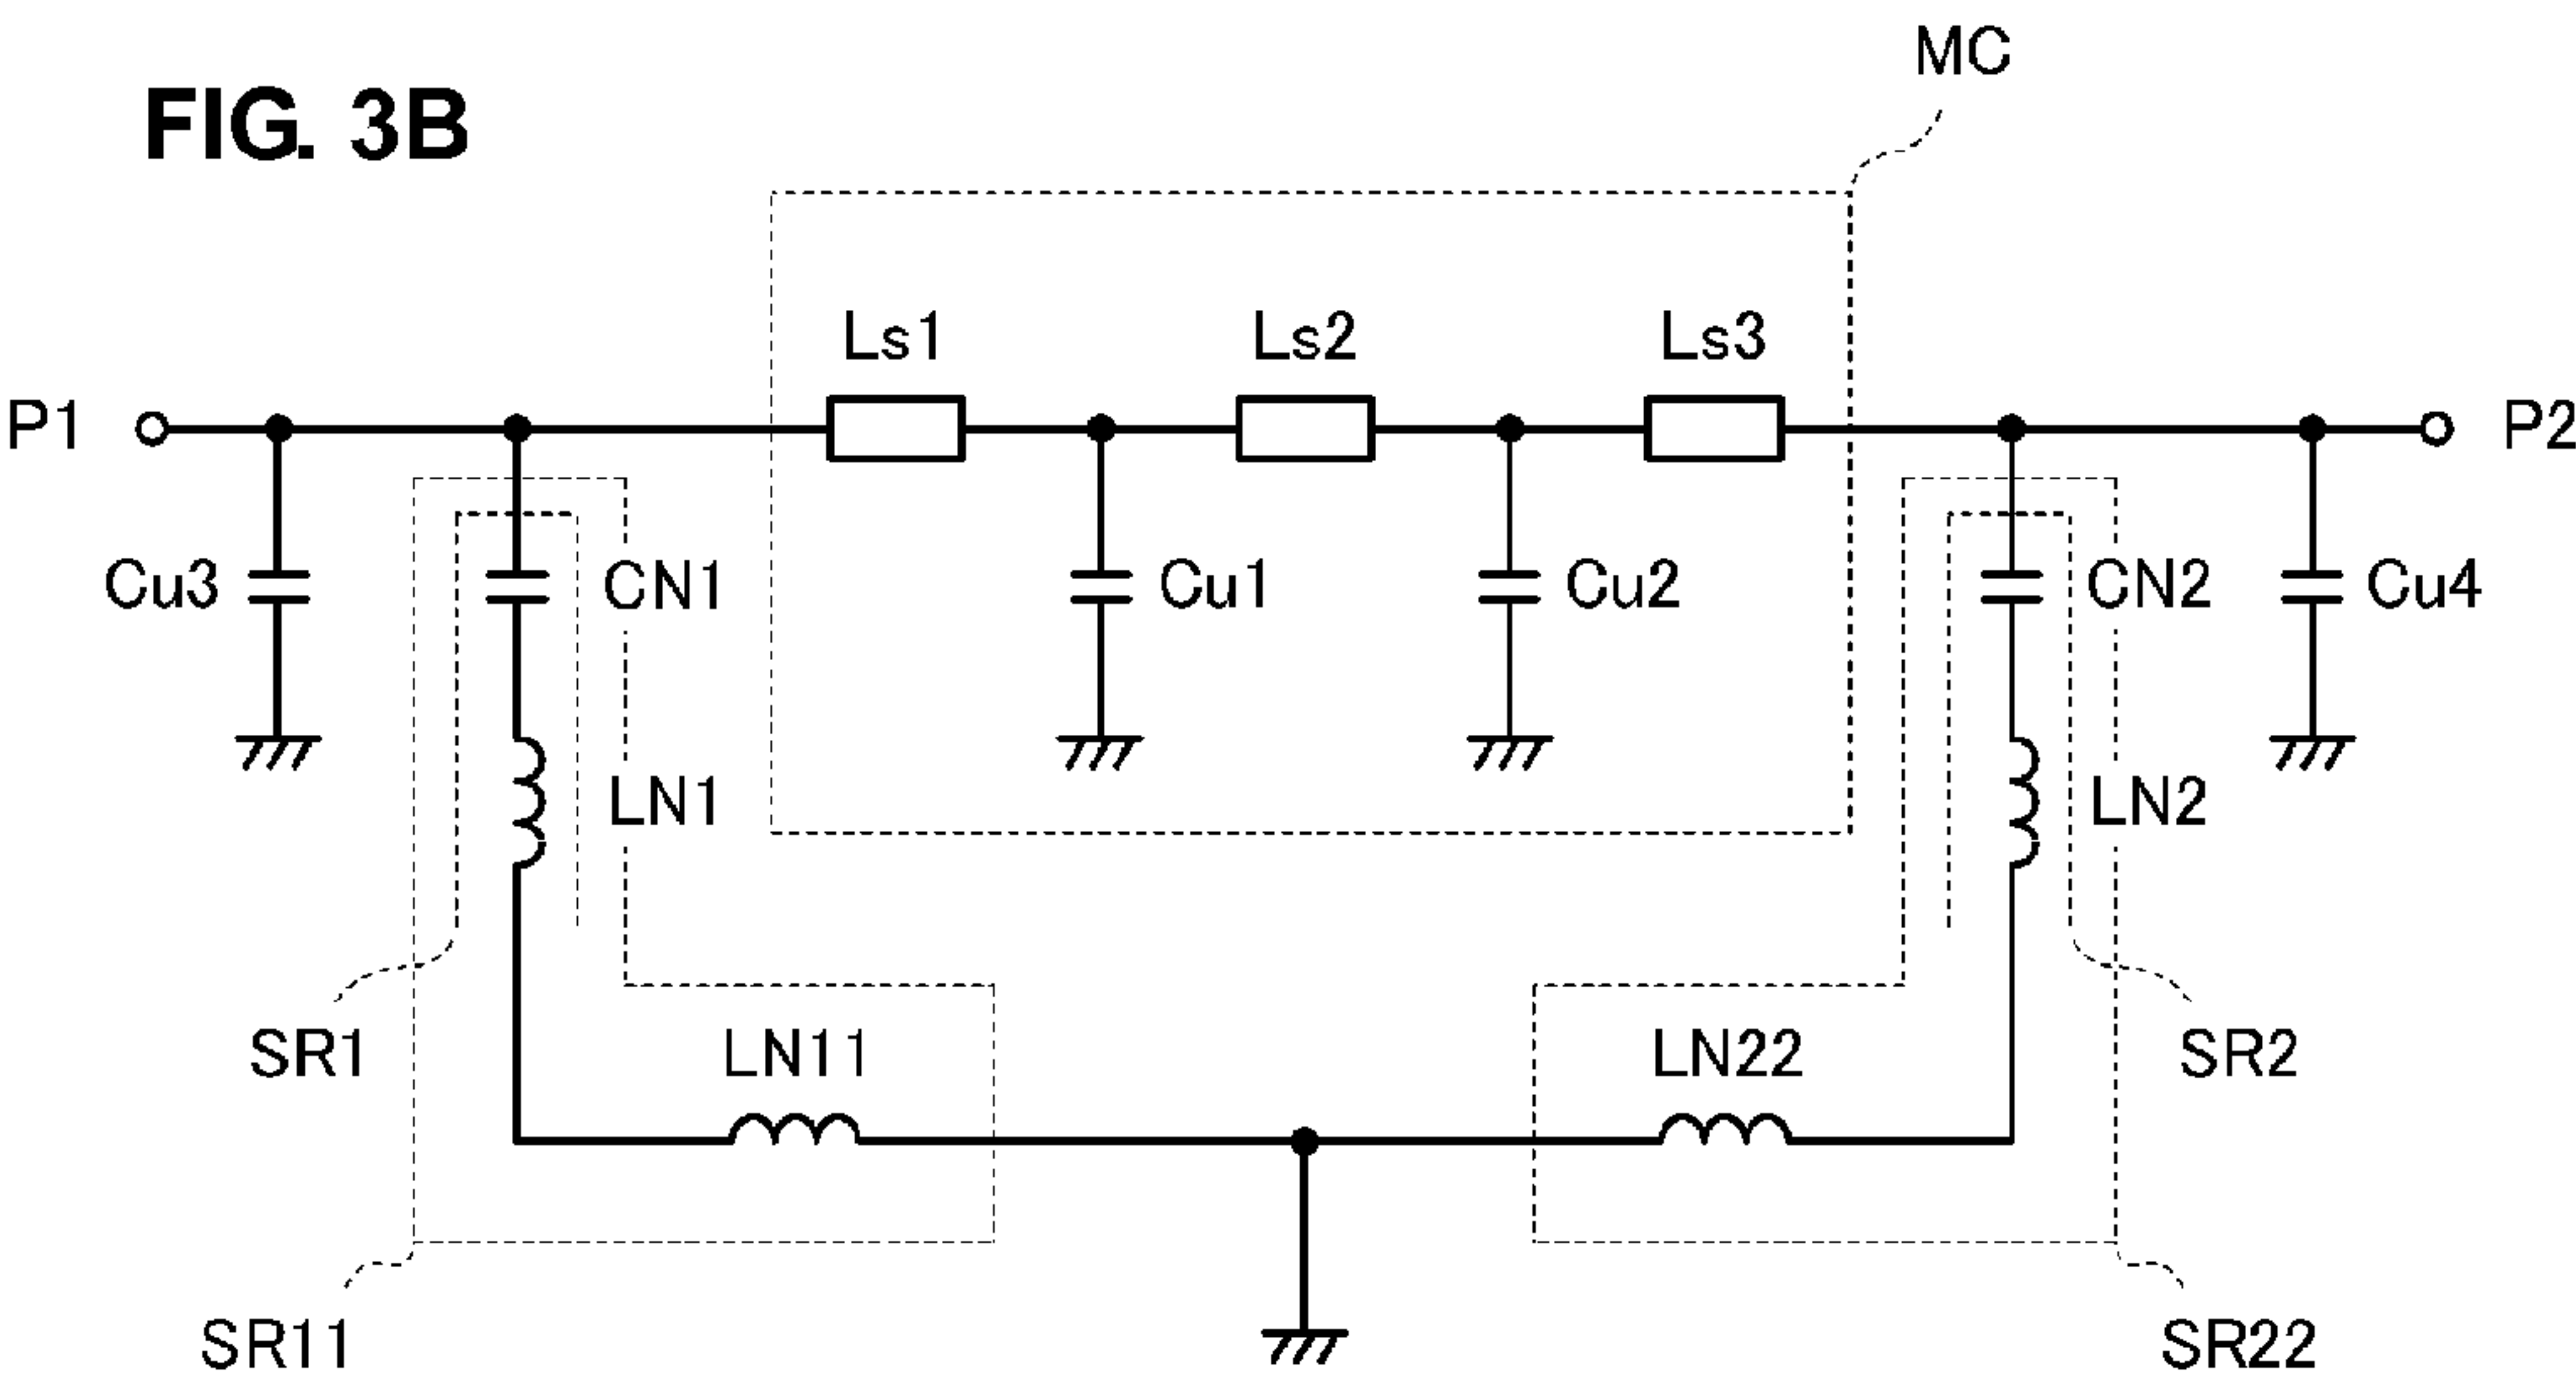 FIG. 3B
MC
Ls1
Ls2
Ls3
P1
P2
Cu3
CN1
Cu1
Cu2
CN2
Cu4
LN1
LN2
SR1
LN11
LN22
SR2
SR11
SR22